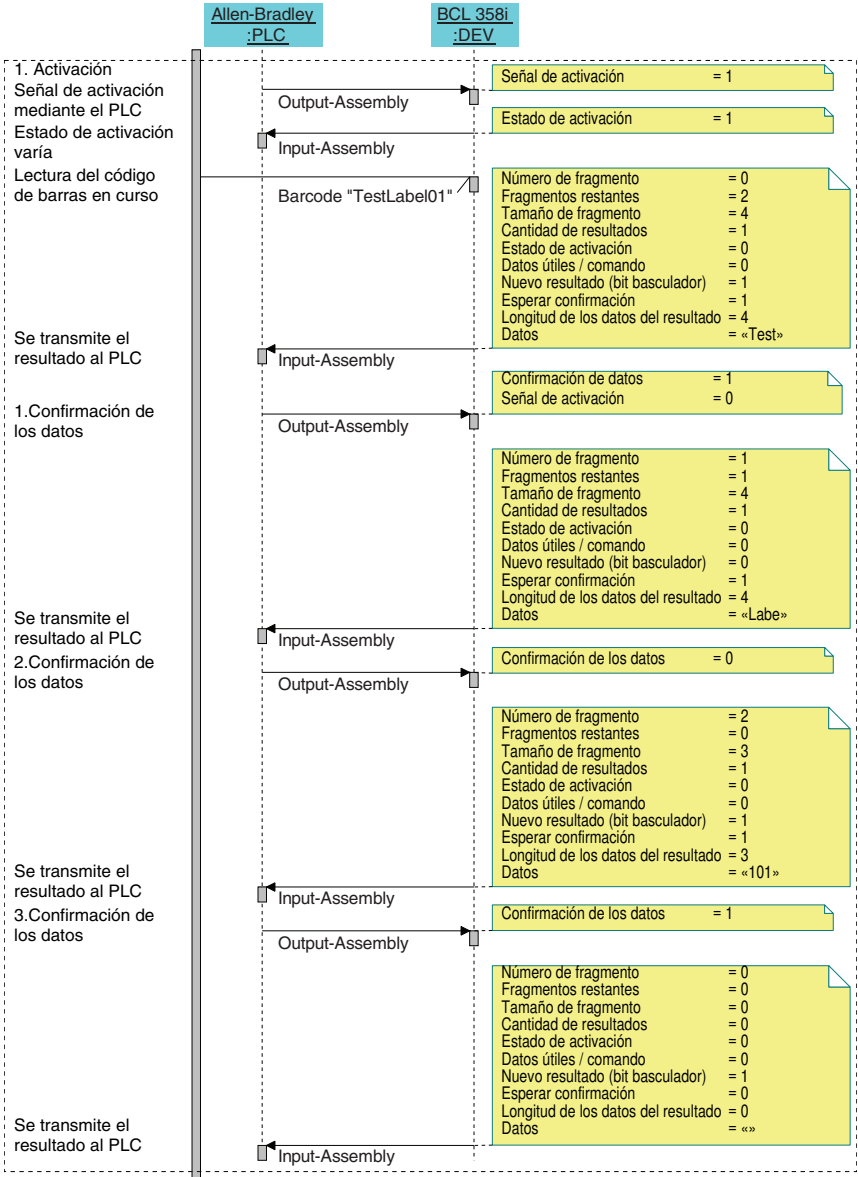 Allen-Bradley
:PLC
BCL 358i
:DEV
1. Activación
Señal de activación
mediante el PLC
Output-Assembly
Señal de activación = 1
Estado de activación
varía
Input-Assembly
Estado de activación = 1
Lectura del código
de barras en curso
Barcode "TestLabel01"
Número de fragmento = 0
Fragmentos restantes = 2
Tamaño de fragmento = 4
Cantidad de resultados = 1
Estado de activación = 0
Datos útiles / comando = 0
Nuevo resultado (bit basculador) = 1
Esperar confirmación = 1
Longitud de los datos del resultado = 4
Datos = «Test»
Se transmite el
resultado al PLC
Input-Assembly
Confirmación de datos = 1
Señal de activación = 0
1.Confirmación de
los datos
Output-Assembly
Número de fragmento = 1
Fragmentos restantes = 1
Tamaño de fragmento = 4
Cantidad de resultados = 1
Estado de activación = 0
Datos útiles / comando = 0
Nuevo resultado (bit basculador) = 0
Esperar confirmación = 1
Longitud de los datos del resultado = 4
Datos = «Labe»
Se transmite el
resultado al PLC
Input-Assembly
2.Confirmación de
los datos
Output-Assembly
Confirmación de los datos = 0
Número de fragmento = 2
Fragmentos restantes = 0
Tamaño de fragmento = 3
Cantidad de resultados = 1
Estado de activación = 0
Datos útiles / comando = 0
Nuevo resultado (bit basculador) = 1
Esperar confirmación = 1
Longitud de los datos del resultado = 3
Datos = «101»
Se transmite el
resultado al PLC
Input-Assembly
3.Confirmación de
los datos
Output-Assembly
Confirmación de los datos = 1
Número de fragmento = 0
Fragmentos restantes = 0
Tamaño de fragmento = 0
Cantidad de resultados = 0
Estado de activación = 0
Datos útiles / comando = 0
Nuevo resultado (bit basculador) = 1
Esperar confirmación = 0
Longitud de los datos del resultado = 0
Datos = «»
Se transmite el
resultado al PLC
Input-Assembly